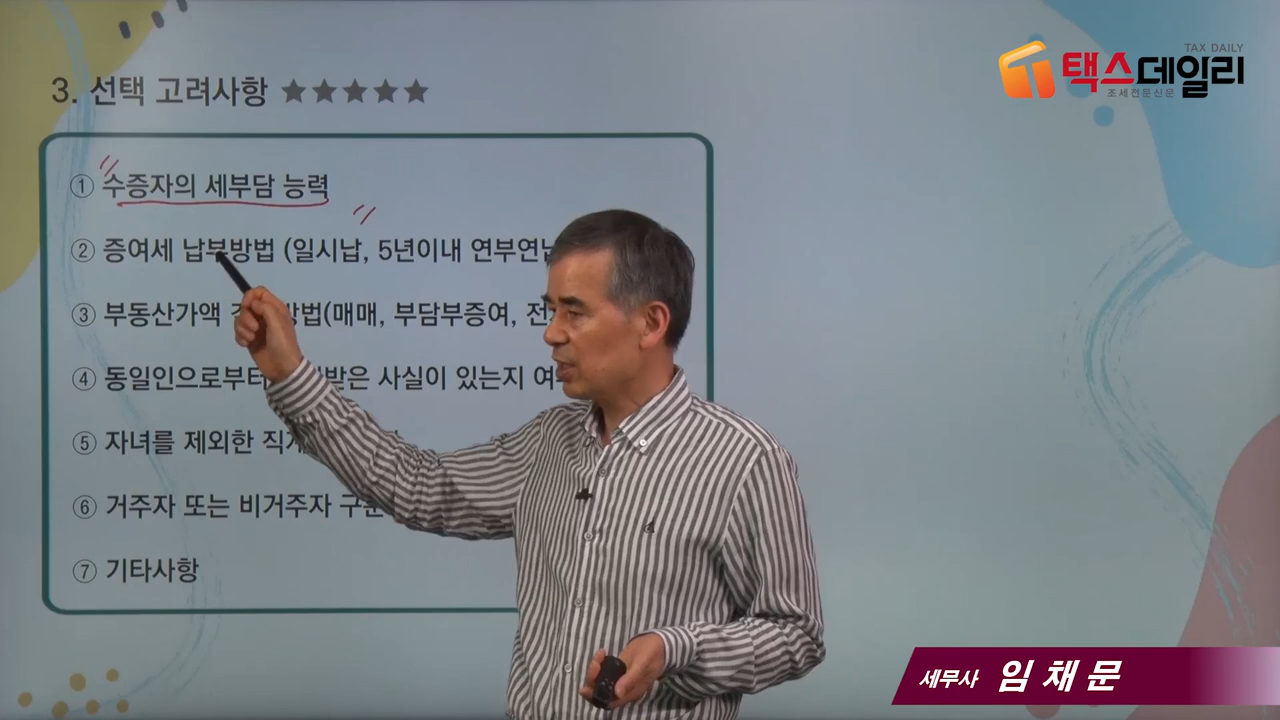 TAX DAILY
택스데일리
조세전문신문
3. 선택 고려사항 ★★★★★
① 수증자의 세부담 능력
② 증여세 납부방법 (일시납, 5년이내 연부연납
③ 부동산가액 방법(매매, 부담부증여,
④ 동일인으로부터 받은 사실이 있는지
⑤ 자녀를 제외한
⑥ 거주자 또는 비거주자 구분
⑦ 기타사항
세무사 임채문